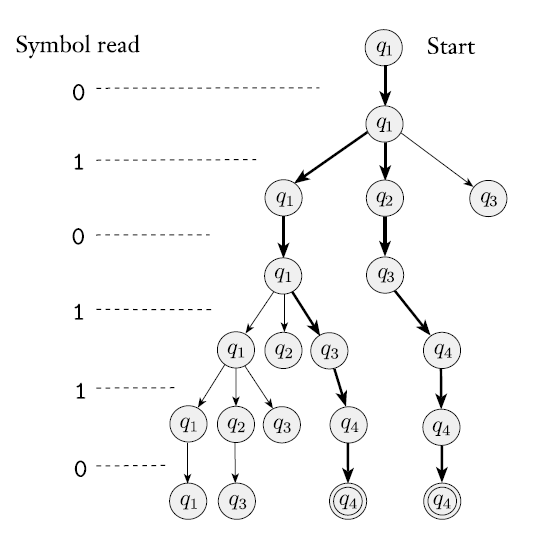 Symbol read q1 Start
0
q1
1
q1 q2 q3
0
q1 q3
1
q1 q2 q3 q4
1
q1 q2 q3 q4 q4
0
q1 q3 q4 q4